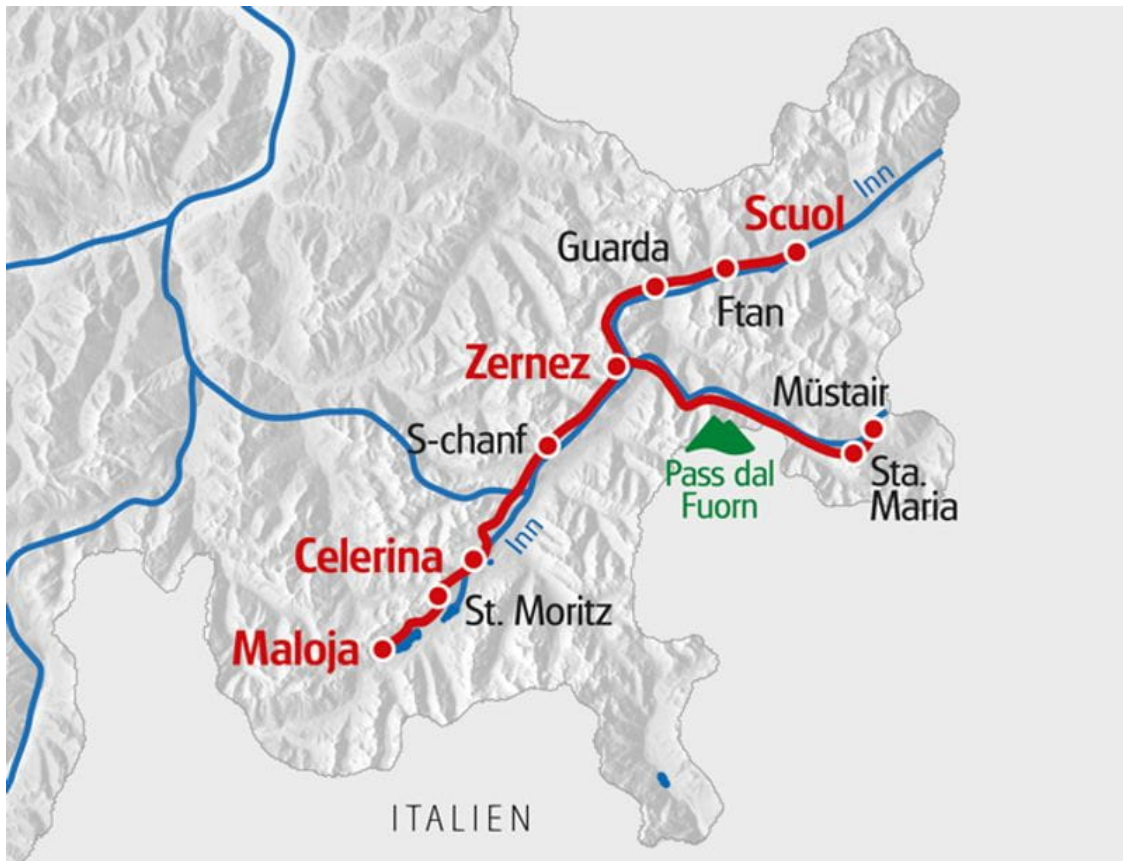 Inn
Scuol
Guarda
Ftan
Zernez
Müstair
S-chanf
Pass dal
Fuorn
Sta.
Maria
Inn
Celerina
St. Moritz
Maloja
ITALIEN